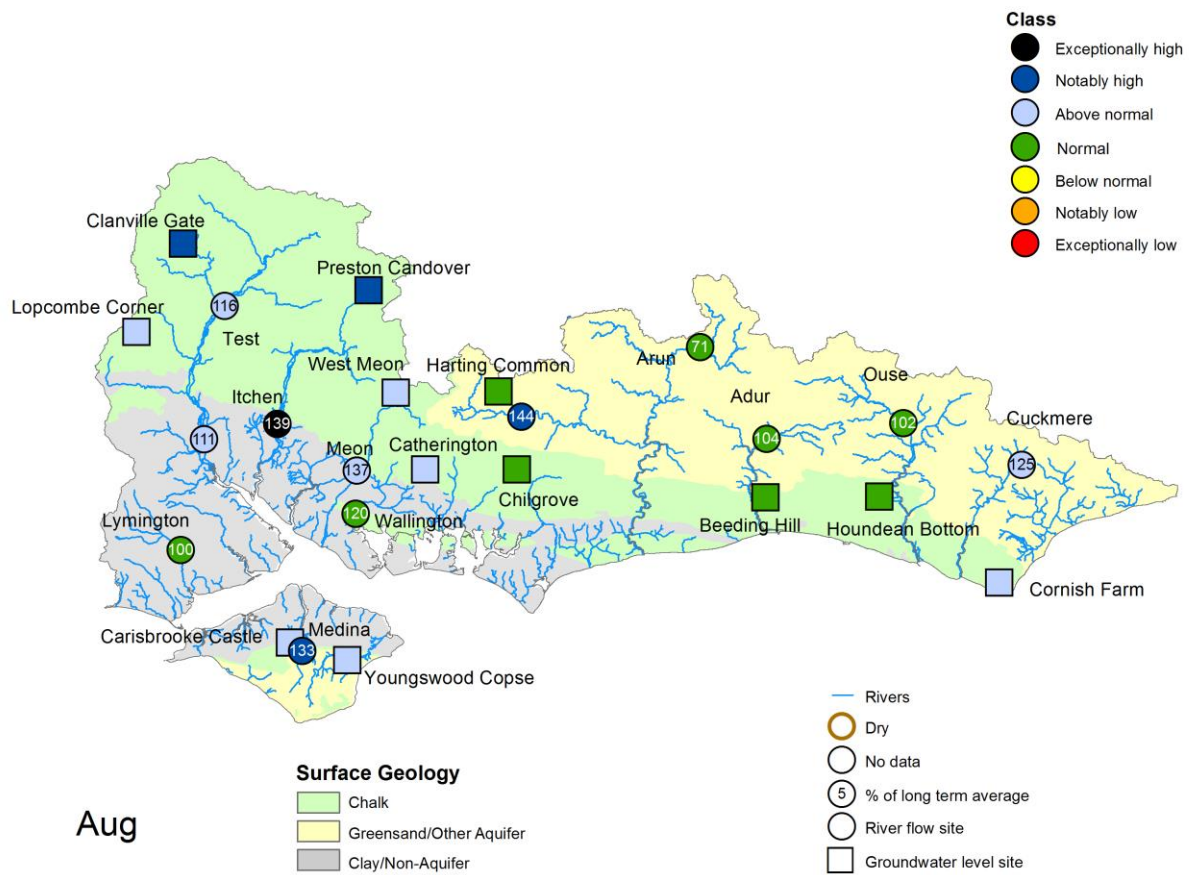 Class
Exceptionally high
Notably high
Above normal
Normal
Below normal
Notably low
Exceptionally low
Clanville Gate
Preston Candover
Lopcombe Corner
116
Test
71
Arun
West Meon
Harting Common
Ouse
Adur
Itchen
139
144
102
Cuckmere
104
111
Meon
137
Catherington
125
Chilgrove
120
Wallington
Beeding Hill
Houndean Bottom
Lymington
100
Cornish Farm
Carisbrooke Castle
Medina
133
Youngswood Copse
Rivers
Dry
No data
5 % of long term average
River flow site
Groundwater level site
Surface Geology
Chalk
Greensand/Other Aquifer
Clay/Non-Aquifer
Aug